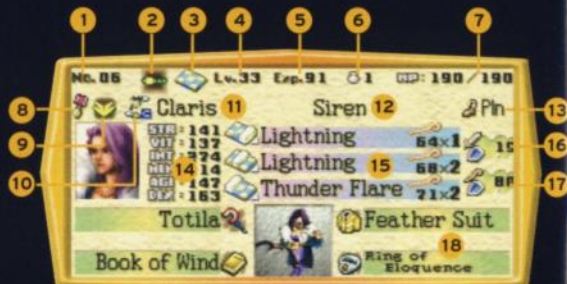 1 2 3 4 5 6 7
No.06 Lv.33 Exp.91 1 MP: 190/190
8 Claris 11 Siren 12 Pin 13
9 STR: 141 Lightning 64×1 16
VIT: 137
10 INT: 14 Lightning 15 68×2
AGI: 147 Thunder Flare 71×2 17
DEX: 163
Totila Feather Suit
18
Book of Wind Ring of Eloquence